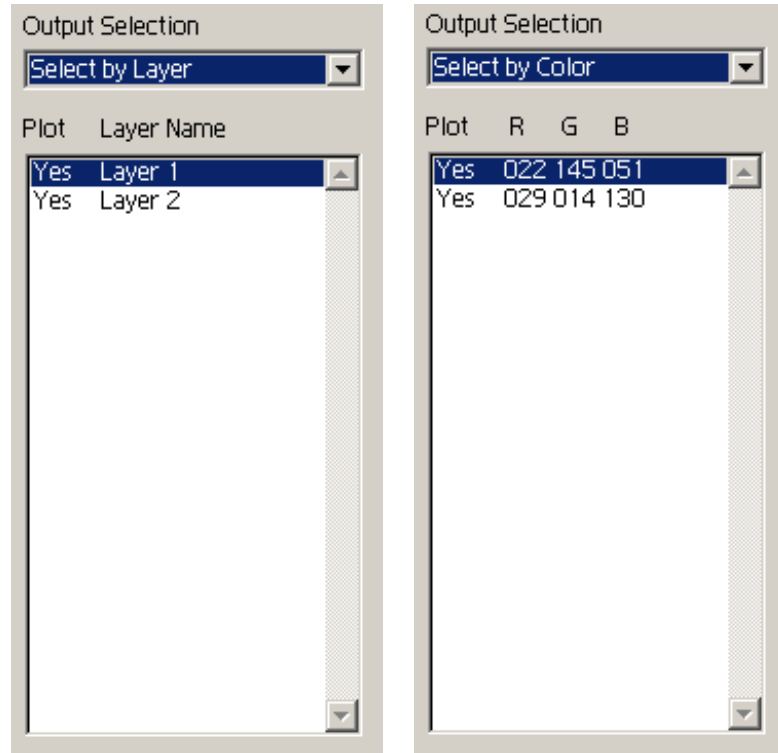 Output Selection
Select by Layer
Plot Layer Name
Yes Layer 1
Yes Layer 2
Output Selection
Select by Color
Plot R G B
Yes 022 145 051
Yes 029 014 130